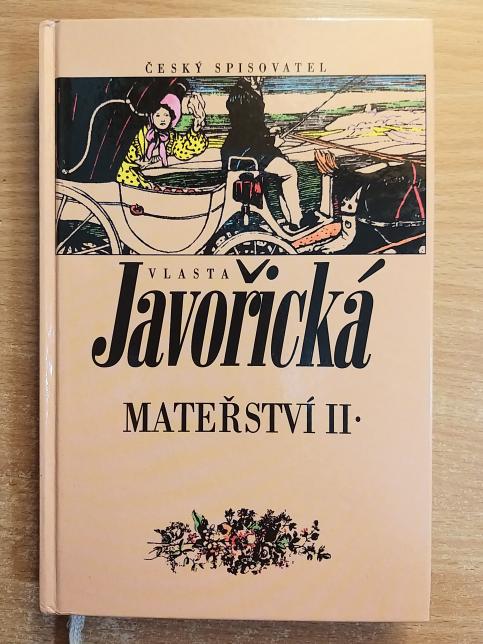 ČESKÝ SPISOVATEL
VLASTA
Javořická
MATEŘSTVÍ II·